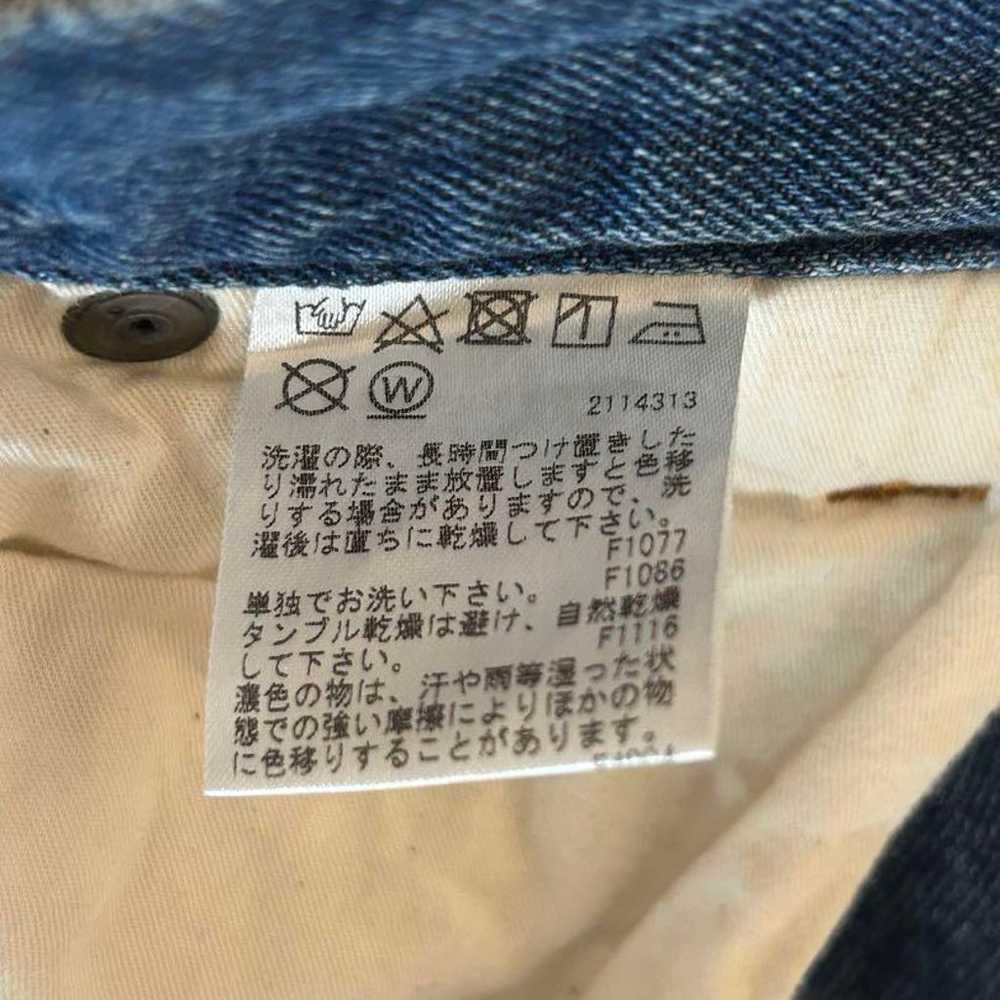 W
2114313
洗濯の際、長時間つけ置きした
り濡れたまま放置しますと色移
りする場合がありますので、洗
濯後は直ちに乾燥して下さい。
F1077
F1086
単独でお洗い下さい。
タンブル乾燥は避け、自然乾燥
F1116
して下さい。
濃色の物は、汗や雨等湿った状
態での強い摩擦によりほかの物
に色移りすることがあります。